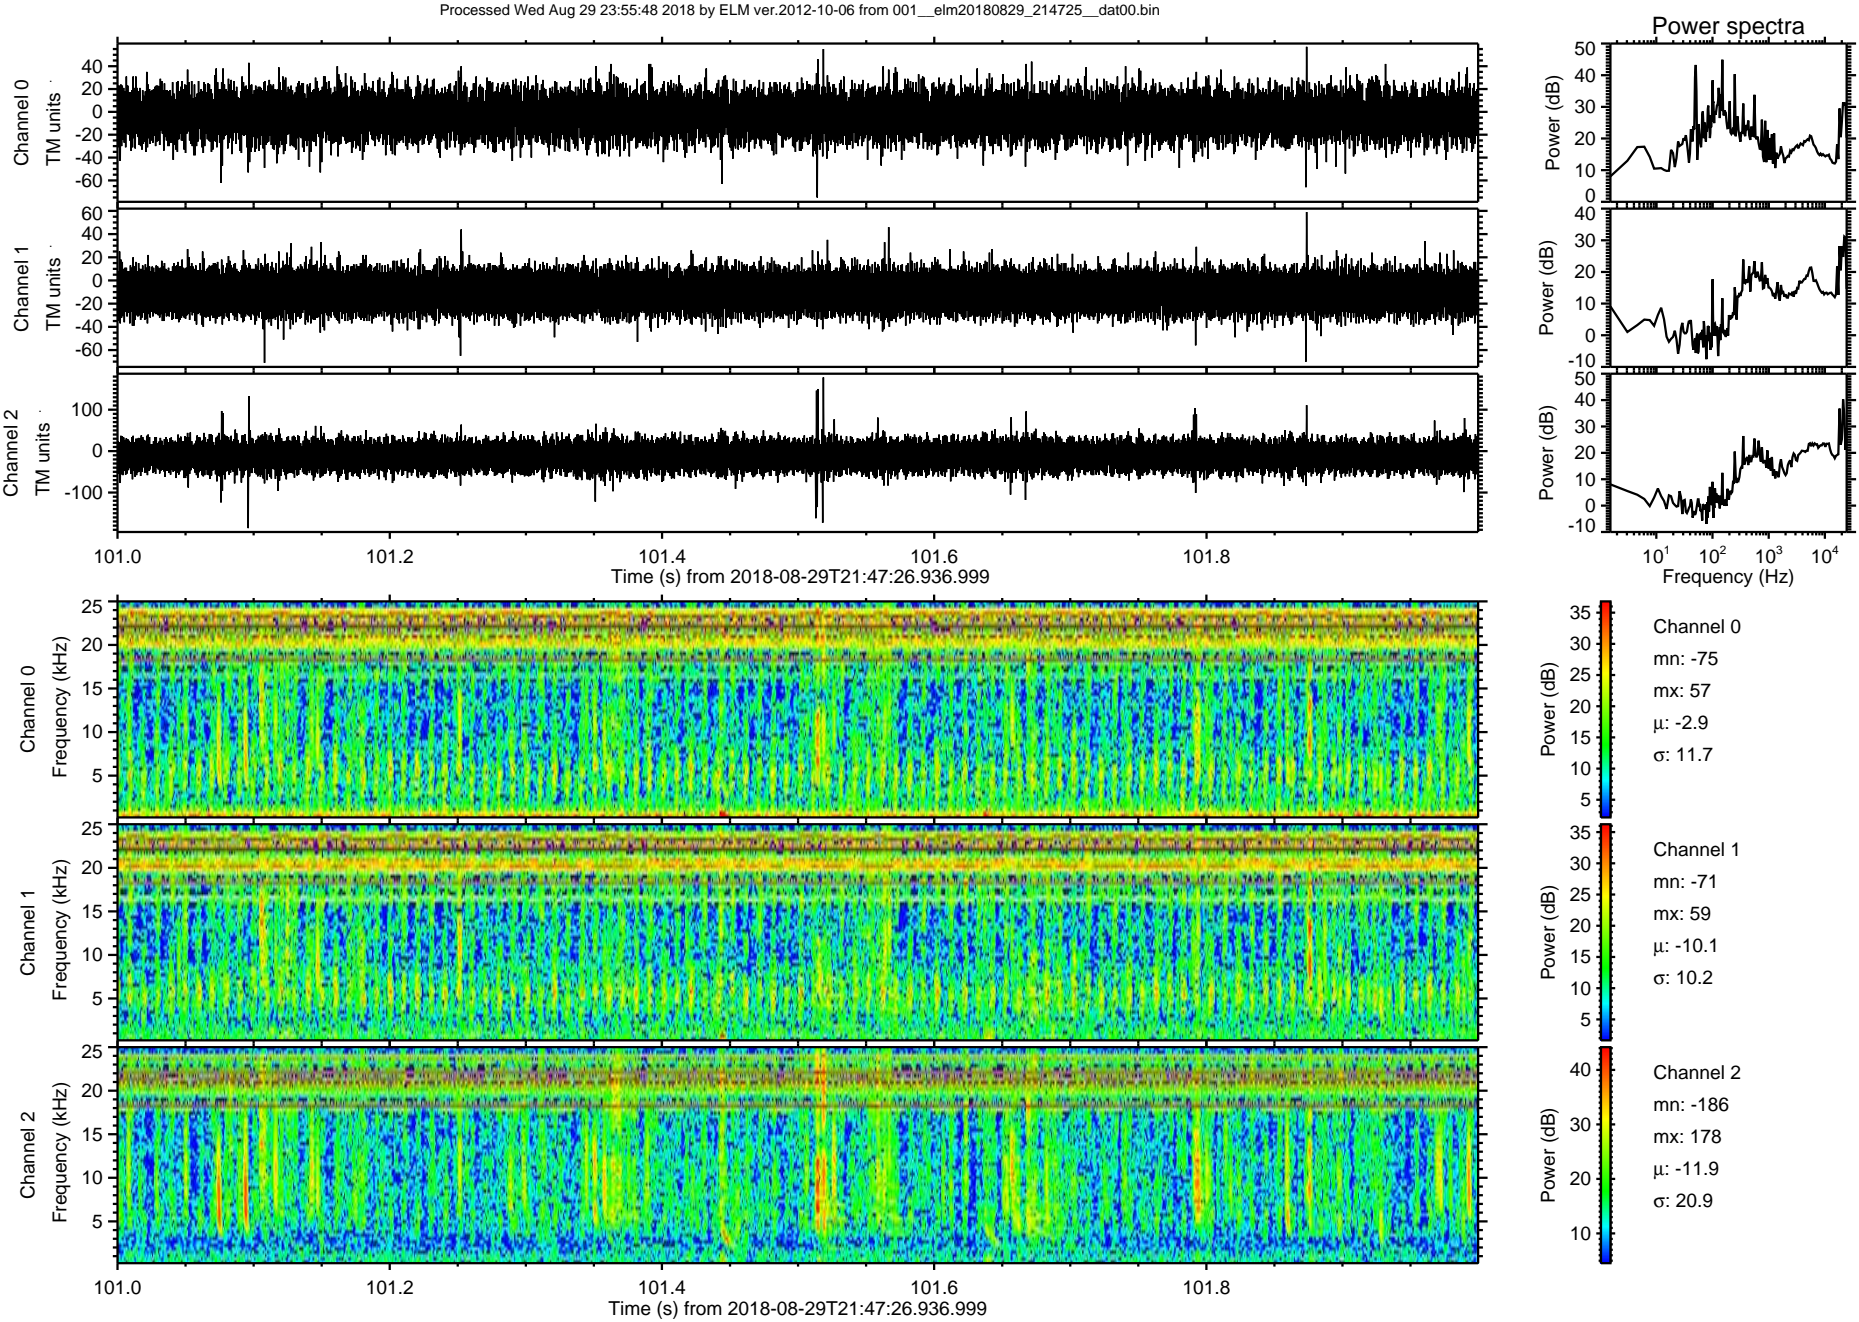 Processed Wed Aug 29 23:55:48 2018 by ELM ver.2012-10-06 from 001__elm20180829_214725__dat00.bin
Power spectra
Channel 0
TM units
40
20
0
-20
-40
-60
Power (dB)
50
40
30
20
10
0
Channel 1
TM units
60
40
20
0
-20
-40
-60
Power (dB)
40
30
20
10
0
-10
Channel 2
TM units
100
0
-100
Power (dB)
50
40
30
20
10
0
-10
101.0 101.2 101.4 101.6 101.8
Time (s) from 2018-08-29T21:47:26.936.999
10¹ 10² 10³ 10⁴
Frequency (Hz)
Channel 0
Frequency (kHz)
25
20
15
10
5
Power (dB)
35
30
25
20
15
10
5
Channel 0
mn: -75
mx: 57
µ: -2.9
σ: 11.7
Channel 1
Frequency (kHz)
25
20
15
10
5
Power (dB)
35
30
25
20
15
10
5
Channel 1
mn: -71
mx: 59
µ: -10.1
σ: 10.2
Channel 2
Frequency (kHz)
25
20
15
10
5
Power (dB)
40
30
20
10
Channel 2
mn: -186
mx: 178
µ: -11.9
σ: 20.9
101.0 101.2 101.4 101.6 101.8
Time (s) from 2018-08-29T21:47:26.936.999